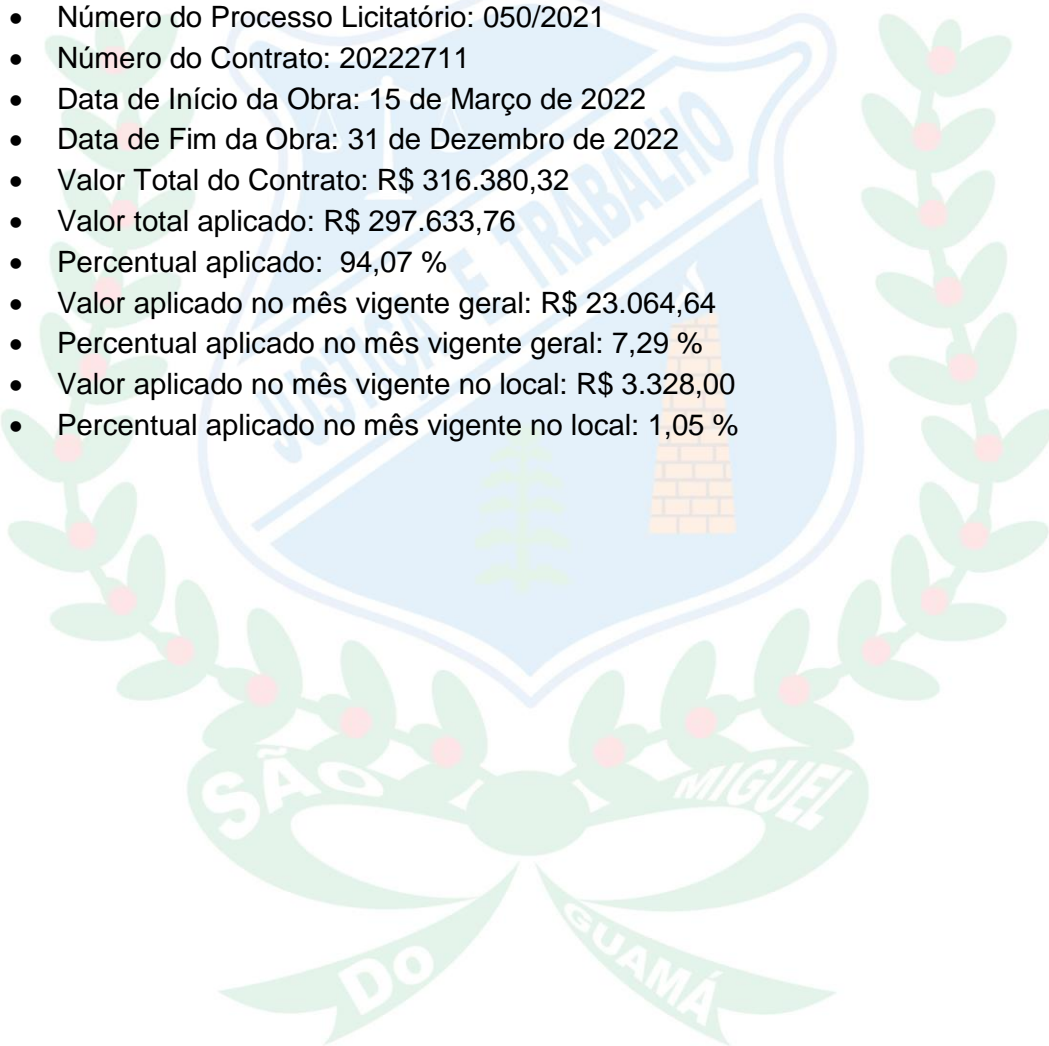 • Número do Processo Licitatório: 050/2021
• Número do Contrato: 20222711
• Data de Início da Obra: 15 de Março de 2022
• Data de Fim da Obra: 31 de Dezembro de 2022
• Valor Total do Contrato: R$ 316.380,32
• Valor total aplicado: R$ 297.633,76
• Percentual aplicado: 94,07 %
• Valor aplicado no mês vigente geral: R$ 23.064,64
• Percentual aplicado no mês vigente geral: 7,29 %
• Valor aplicado no mês vigente no local: R$ 3.328,00
• Percentual aplicado no mês vigente no local: 1,05 %
JUSTIÇA E TRABALHO
SÃO MIGUEL
DO GUAMÁ